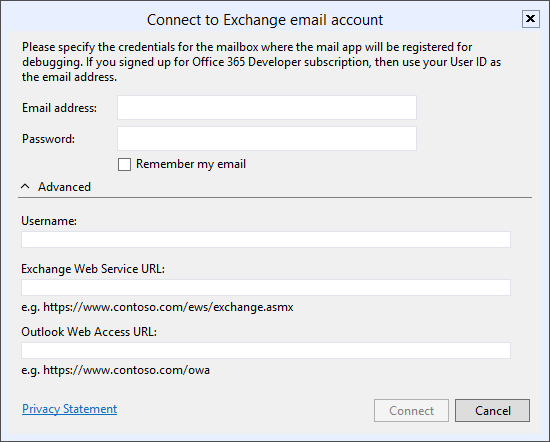 Connect to Exchange email account
Please specify the credentials for the mailbox where the mail app will be registered for
debugging. If you signed up for Office 365 Developer subscription, then use your User ID as
the email address.
Email address:
Password:
Remember my email
Advanced
Username:
Exchange Web Service URL:
e.g. https://www.contoso.com/ews/exchange.asmx
Outlook Web Access URL:
e.g. https://www.contoso.com/owa
Privacy Statement
Connect
Cancel